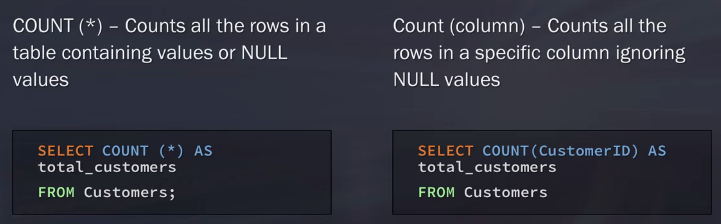 COUNT (*) – Counts all the rows in a
table containing values or NULL
values
SELECT COUNT (*) AS
total_customers
FROM Customers;
Count (column) – Counts all the
rows in a specific column ignoring
NULL values
SELECT COUNT(CustomerID) AS
total_customers
FROM Customers